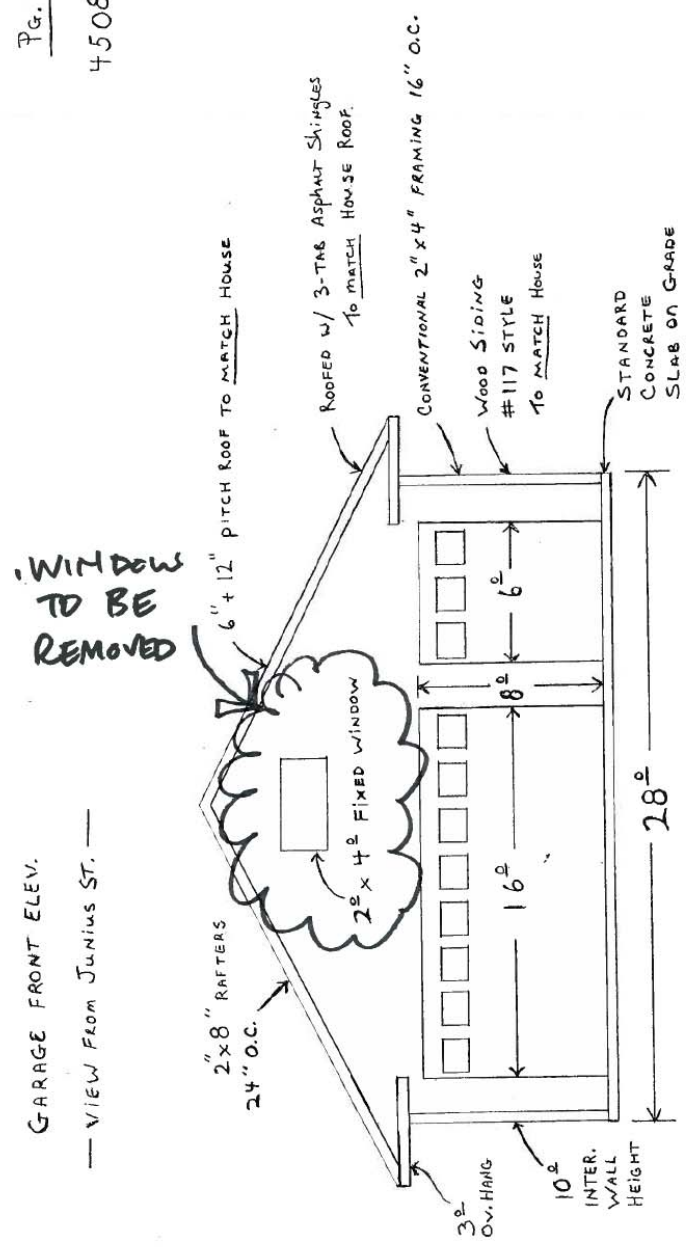 PG.
4508
GARAGE FRONT ELEV.
— VIEW FROM JUNIUS ST. —
WINDOW
TO BE
REMOVED
6" + 12" PITCH ROOF TO MATCH HOUSE
ROOFED W/ 3-TAB ASPHALT SHINGLES
TO MATCH HOUSE ROOF.
CONVENTIONAL 2" x 4" FRAMING 16" O.C.
WOOD SIDING
#117 STYLE
TO MATCH HOUSE
STANDARD
CONCRETE
SLAB ON GRADE
2"x8" RAFTERS
24" O.C.
2º x 4º FIXED WINDOW
3º
OV. HANG
10º
INTER.
WALL
HEIGHT
16º
8º
6º
28º